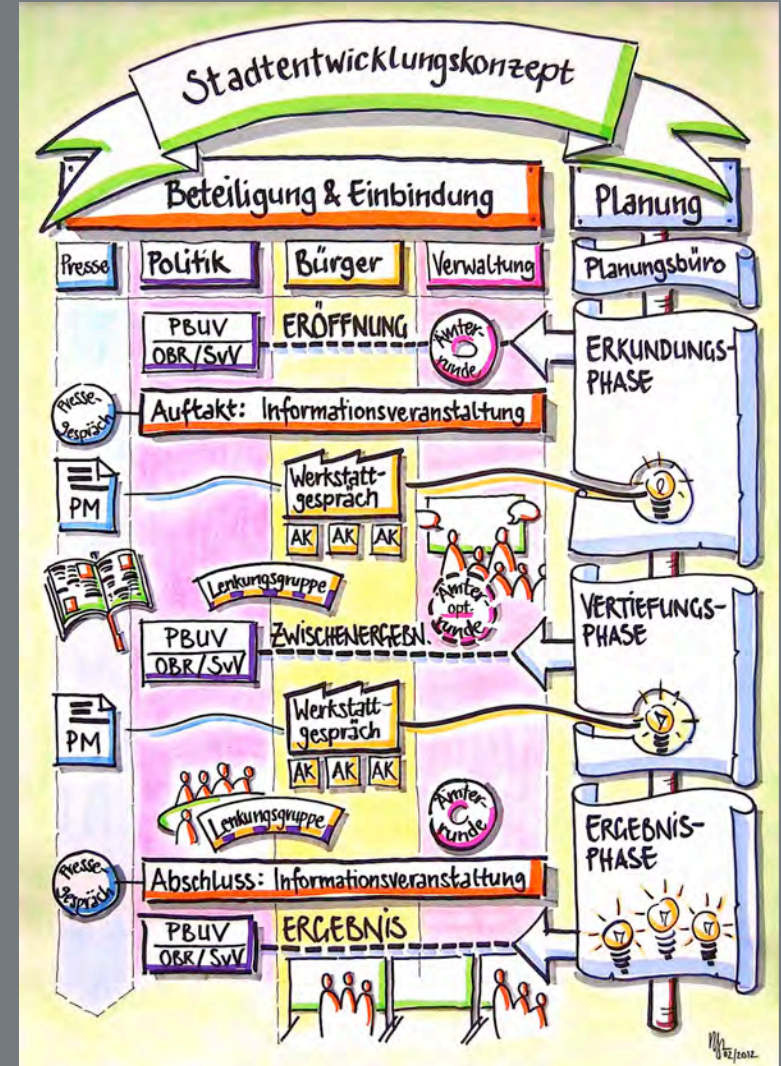 Stadtentwicklungskonzept
Beteiligung & Einbindung
Planung
Presse
Politik
Bürger
Verwaltung
Planungsbüro
PBUV
OBR/SvV
ERÖFFNUNG
Ämter-
runde
ERKUNDUNGS-
PHASE
Presse-
gespräch
Auftakt: Informationsveranstaltung
PM
Werkstatt-
gespräch
AK AK AK
Lenkungsgruppe
Ämter-
opt.
runde
VERTIEFUNGS-
PHASE
PBUV
OBR/SvV
ZWISCHENERGEBN.
PM
Werkstatt-
gespräch
AK AK AK
Lenkungsgruppe
Ämter-
runde
ERGEBNIS-
PHASE
Presse-
gespräch
Abschluss: Informationsveranstaltung
PBUV
OBR/SvV
ERGEBNIS
02/2012